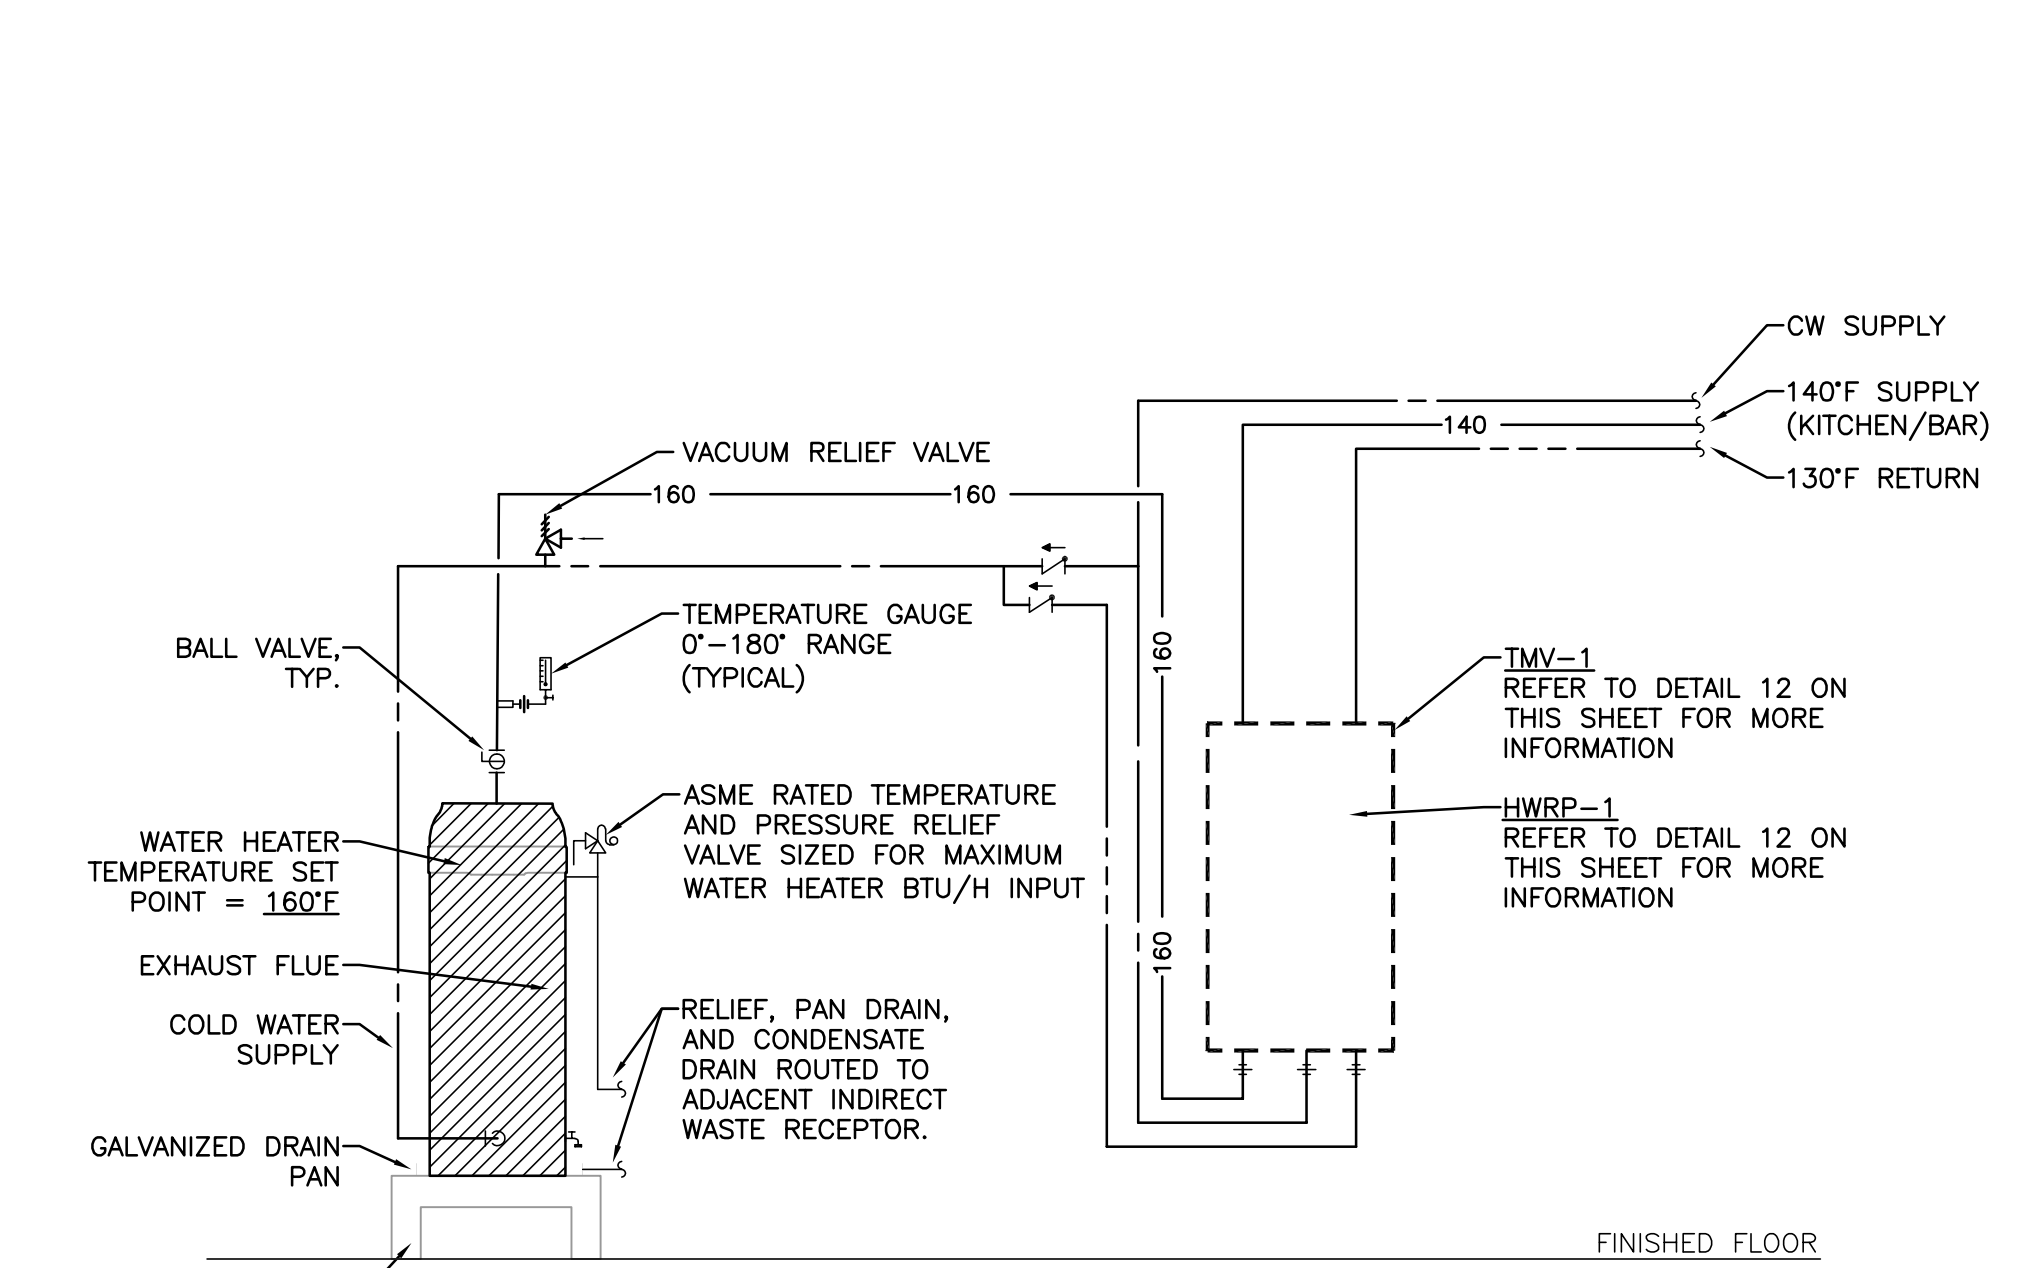 CW SUPPLY
140°F SUPPLY
(KITCHEN/BAR)
140
130°F RETURN
VACUUM RELIEF VALVE
160
160
TEMPERATURE GAUGE
0°-180° RANGE
(TYPICAL)
BALL VALVE,
TYP.
160
TMV-1
REFER TO DETAIL 12 ON
THIS SHEET FOR MORE
INFORMATION
ASME RATED TEMPERATURE
AND PRESSURE RELIEF
VALVE SIZED FOR MAXIMUM
WATER HEATER BTU/H INPUT
HWRP-1
REFER TO DETAIL 12 ON
THIS SHEET FOR MORE
INFORMATION
WATER HEATER
TEMPERATURE SET
POINT = 160°F
160
EXHAUST FLUE
COLD WATER
SUPPLY
RELIEF, PAN DRAIN,
AND CONDENSATE
DRAIN ROUTED TO
ADJACENT INDIRECT
WASTE RECEPTOR.
GALVANIZED DRAIN
PAN
FINISHED FLOOR